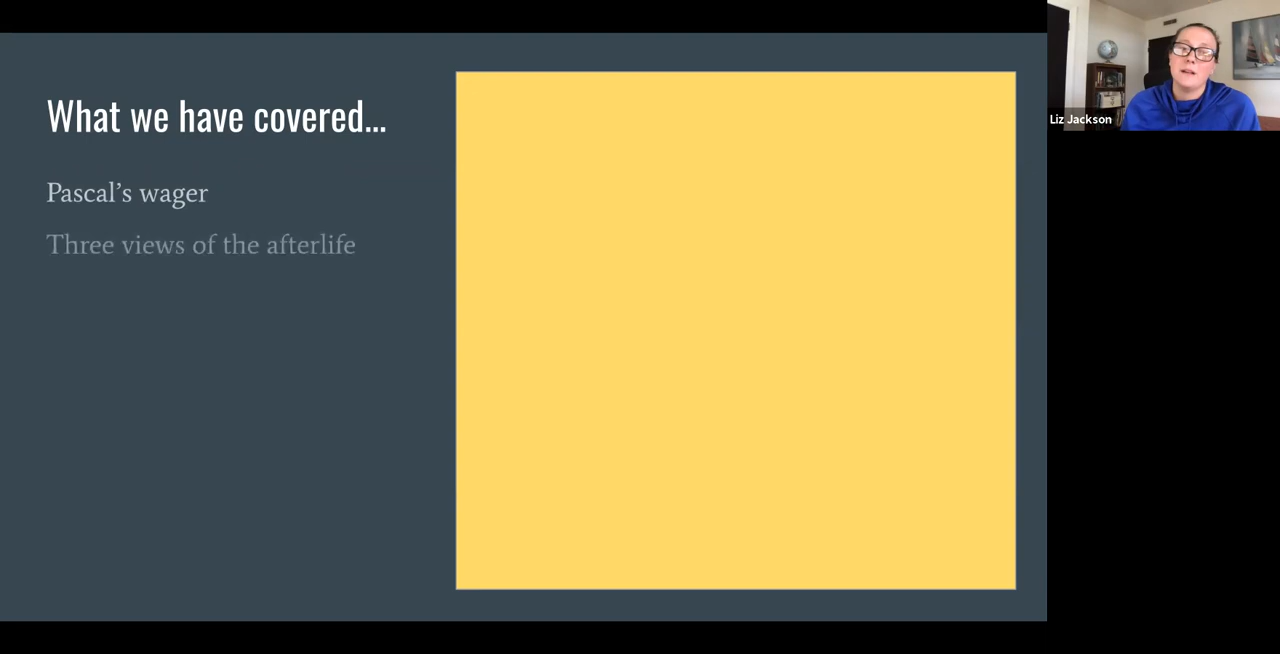 What we have covered...
Pascal’s wager
Three views of the afterlife
Liz Jackson